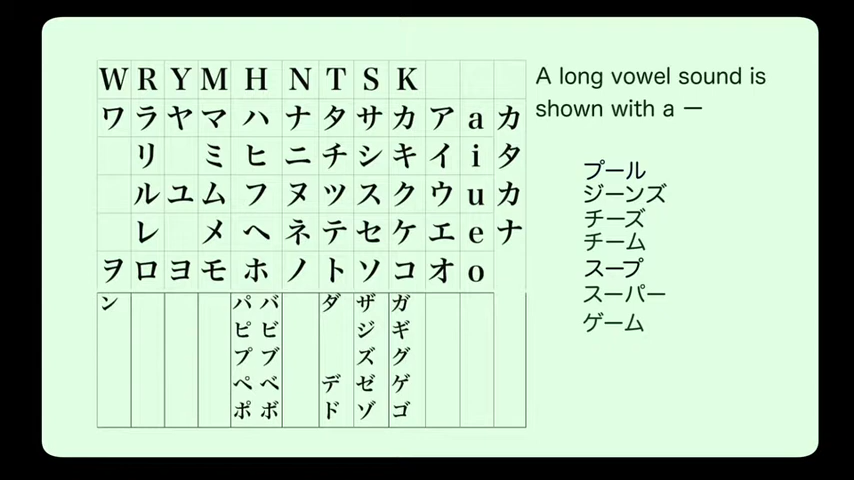 W R Y M H N T S K
ワ ラ ヤ マ ハ ナ タ サ カ ア a カ
リ ミ ヒ ニ チ シ キ イ i タ
ル ユ ム フ ヌ ツ ス ク ウ u カ
レ メ ヘ ネ テ セ ケ エ e ナ
ヲ ロ ヨ モ ホ ノ ト ソ コ オ o
ン パ バ ダ ザ ガ
ピ ビ ジ ギ
プ ブ ズ グ
ペ ベ デ ゼ ゲ
ポ ボ ド ゾ ゴ
A long vowel sound is
shown with a ー
プール
ジーンズ
チーズ
チーム
スープ
スーパー
ゲーム